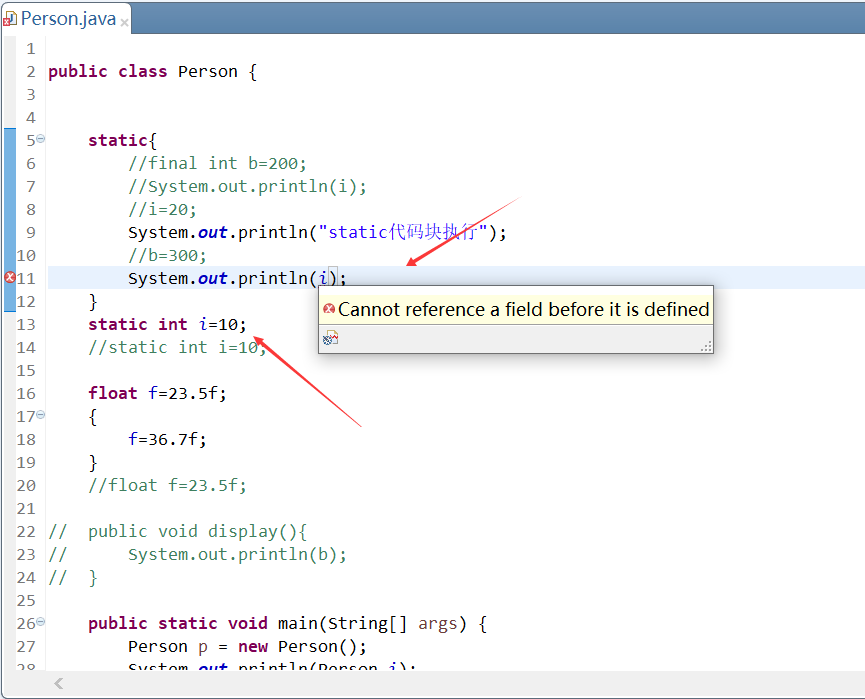 Person.java
1
2 public class Person {
3
4
5 static{
6 //final int b=200;
7 //System.out.println(i);
8 //i=20;
9 System.out.println("static代码块执行");
10 //b=300;
11 System.out.println(i);
Cannot reference a field before it is defined
12 }
13 static int i=10;
14 //static int i=10;
15
16 float f=23.5f;
17 {
18 f=36.7f;
19 }
20 //float f=23.5f;
21
22 // public void display(){
23 // System.out.println(b);
24 // }
25
26 public static void main(String[] args) {
27 Person p = new Person();
28 System.out.println(Person.i);